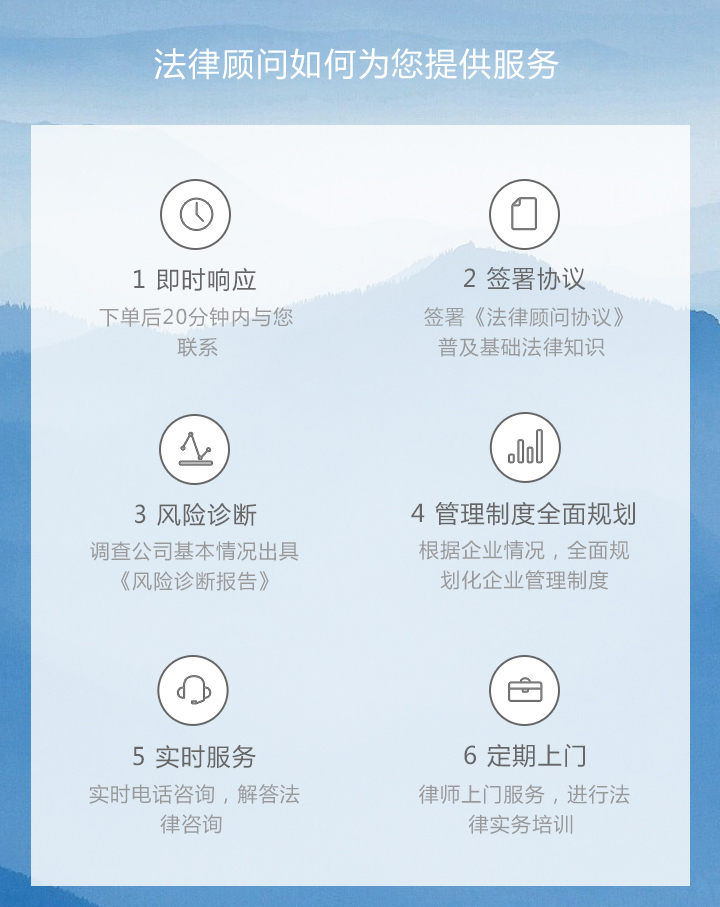 法律顾问如何为您提供服务
1 即时响应
下单后20分钟内与您
联系
2 签署协议
签署《法律顾问协议》
普及基础法律知识
3 风险诊断
调查公司基本情况出具
《风险诊断报告》
4 管理制度全面规划
根据企业情况，全面规
划化企业管理制度
5 实时服务
实时电话咨询，解答法
律咨询
6 定期上门
律师上门服务，进行法
律实务培训